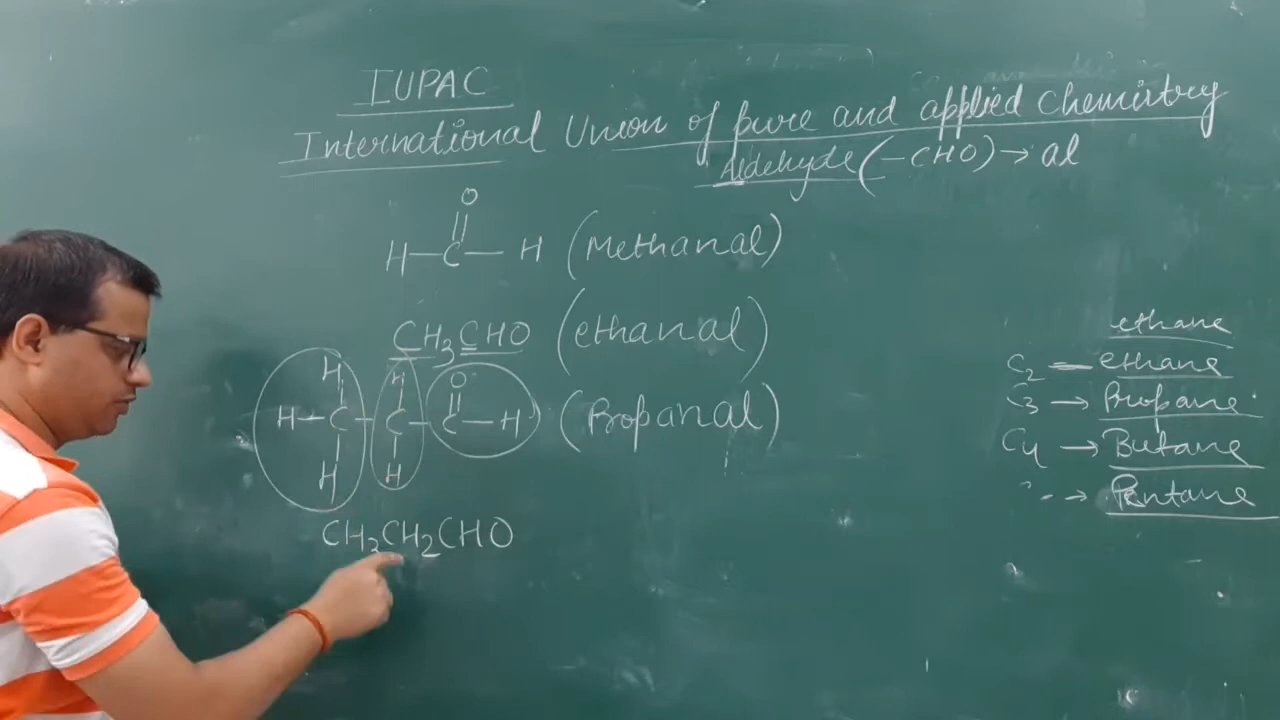 IUPAC
International Union of pure and applied Chemistry
Aldehyde (-CHO) → al
O
H-C-H (Methanal)
CH3CHO (ethanal)
H H O
H-C-C-C-H (Propanal)
H H
CH3CH2CHO
ethane
C2 ethane
C3 → Propane
C4 → Butane
→ Pentane